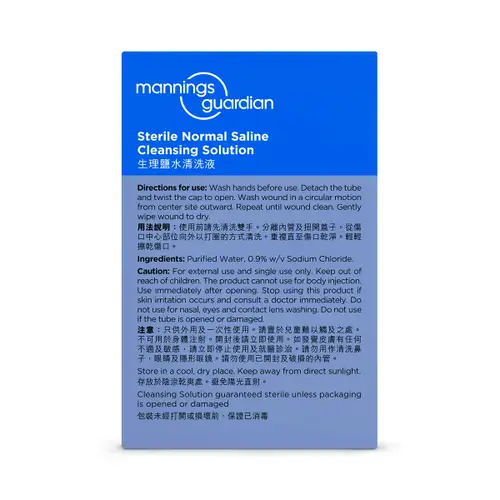 mannings
guardian
Sterile Normal Saline
Cleansing Solution
生理鹽水清洗液
Directions for use: Wash hands before use. Detach the tube
and twist the cap to open. Wash wound in a circular motion
from center site outward. Repeat until wound clean. Gently
wipe wound to dry.
用法說明：使用前請先清洗雙手。分離內管及扭開蓋子。從傷
口中心部位向外以打圈的方式清洗。重複直至傷口乾淨。輕輕
擦乾傷口。
Ingredients: Purified Water, 0.9% w/v Sodium Chloride.
Caution: For external use and single use only. Keep out of
reach of children. The product cannot use for body injection.
Use immediately after opening. Stop using this product if
skin irritation occurs and consult a doctor immediately. Do
not use for nasal, eyes and contact lens washing. Do not use
if the tube is opened or damaged.
注意：只供外用及一次性使用。請置於兒童難以觸及之處。
不可用於身體注射。開封後請立即使用。如發覺皮膚有任何
不適及敏感，請立即停止使用及就醫診治。請勿用作清洗鼻
子，眼睛及隱形眼鏡。請勿使用已開封及破損的內管。
Store in a cool, dry place. Keep away from direct sunlight.
存放於陰涼乾爽處。避免陽光直射。
Cleansing Solution guaranteed sterile unless packaging
is opened or damaged
包裝未經打開或損壞前，保證已消毒